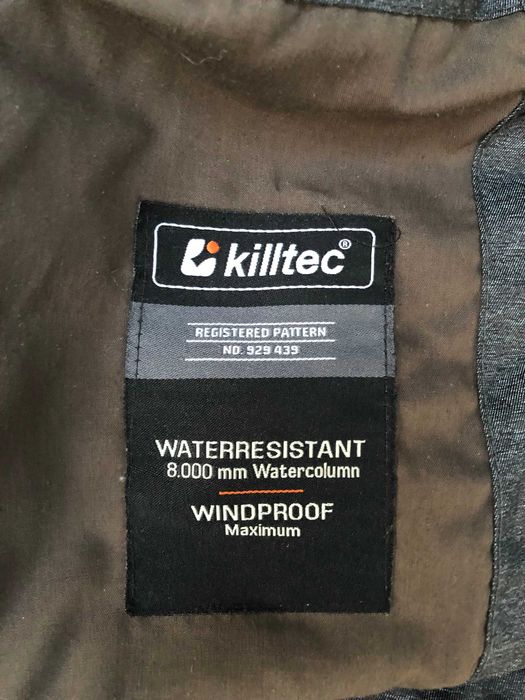 killtec®
REGISTERED PATTERN
NO. 929 439
WATERRESISTANT
8.000 mm Watercolumn
WINDPROOF
Maximum